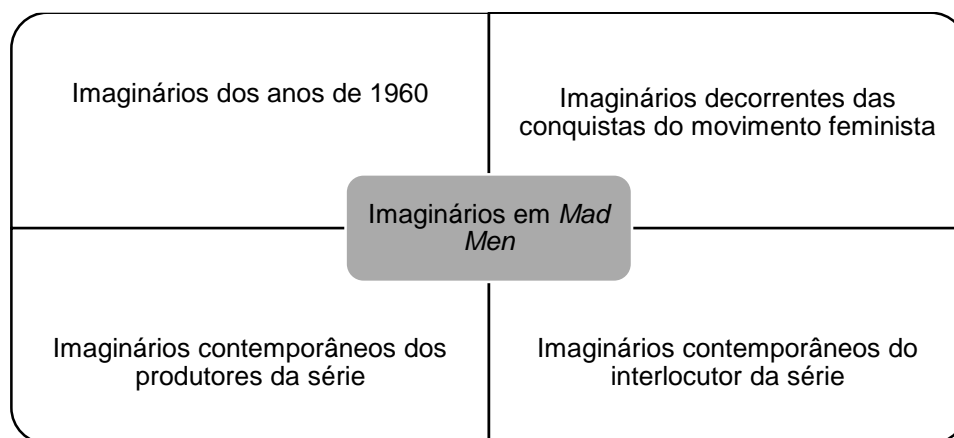 Imaginários dos anos de 1960
Imaginários decorrentes das
conquistas do movimento feminista
Imaginários em Mad
Men
Imaginários contemporâneos dos
produtores da série
Imaginários contemporâneos do
interlocutor da série